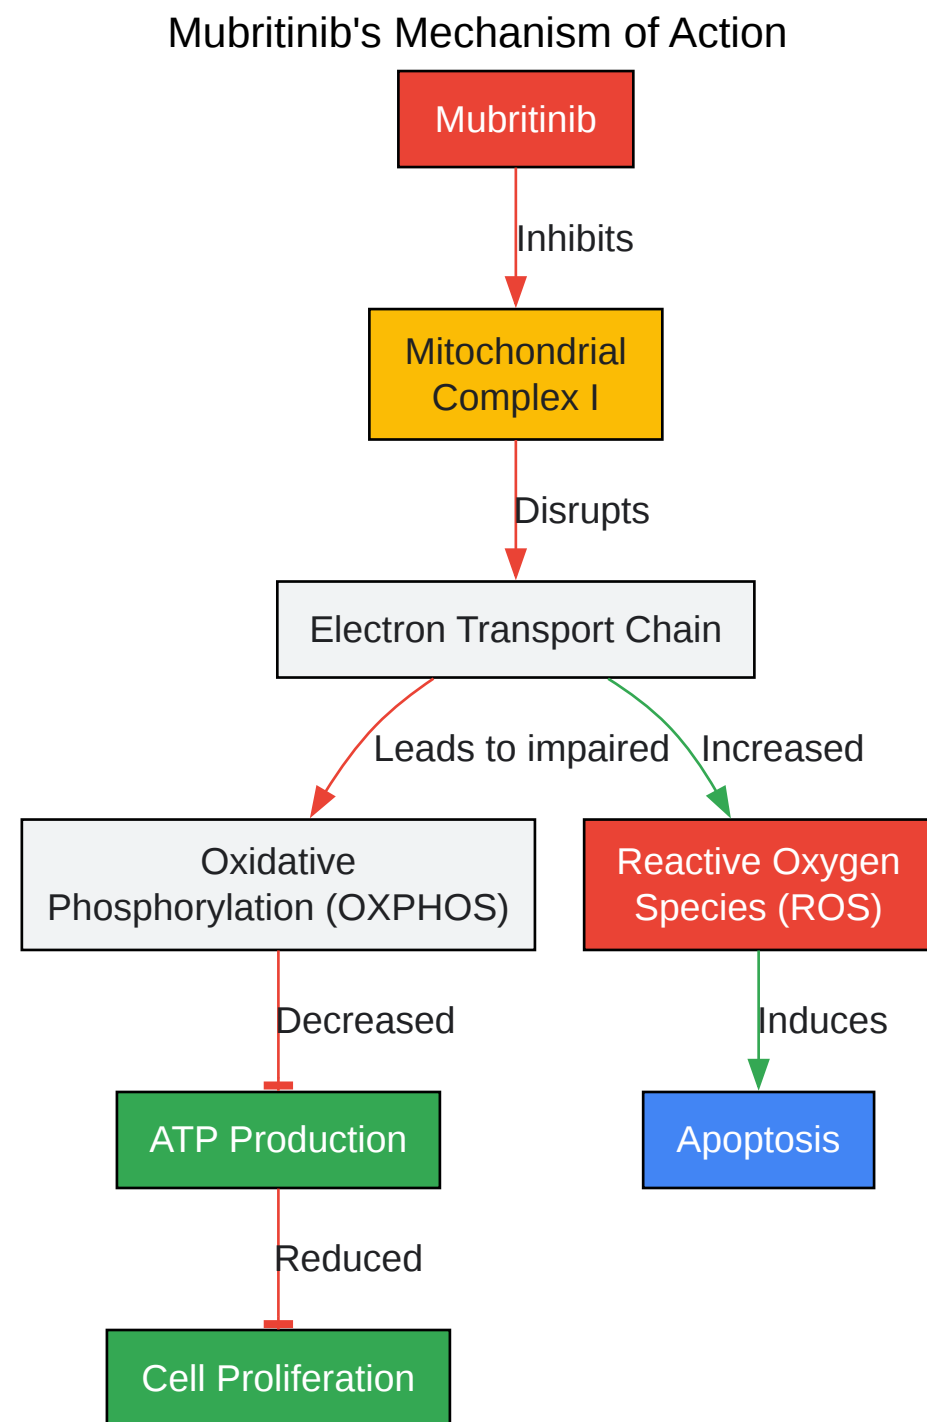 Mubritinib's Mechanism of Action
Mubritinib
Inhibits
Mitochondrial
Complex I
Disrupts
Electron Transport Chain
Leads to impaired
Increased
Oxidative
Phosphorylation (OXPHOS)
Reactive Oxygen
Species (ROS)
Decreased
Induces
ATP Production
Apoptosis
Reduced
Cell Proliferation